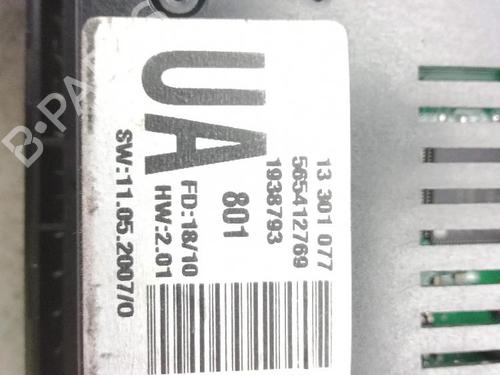 13 301 077
565412769
1938793
801
UA
FD:18/10
HW:2.01
SW:11.05.2007/0
B-PARTS